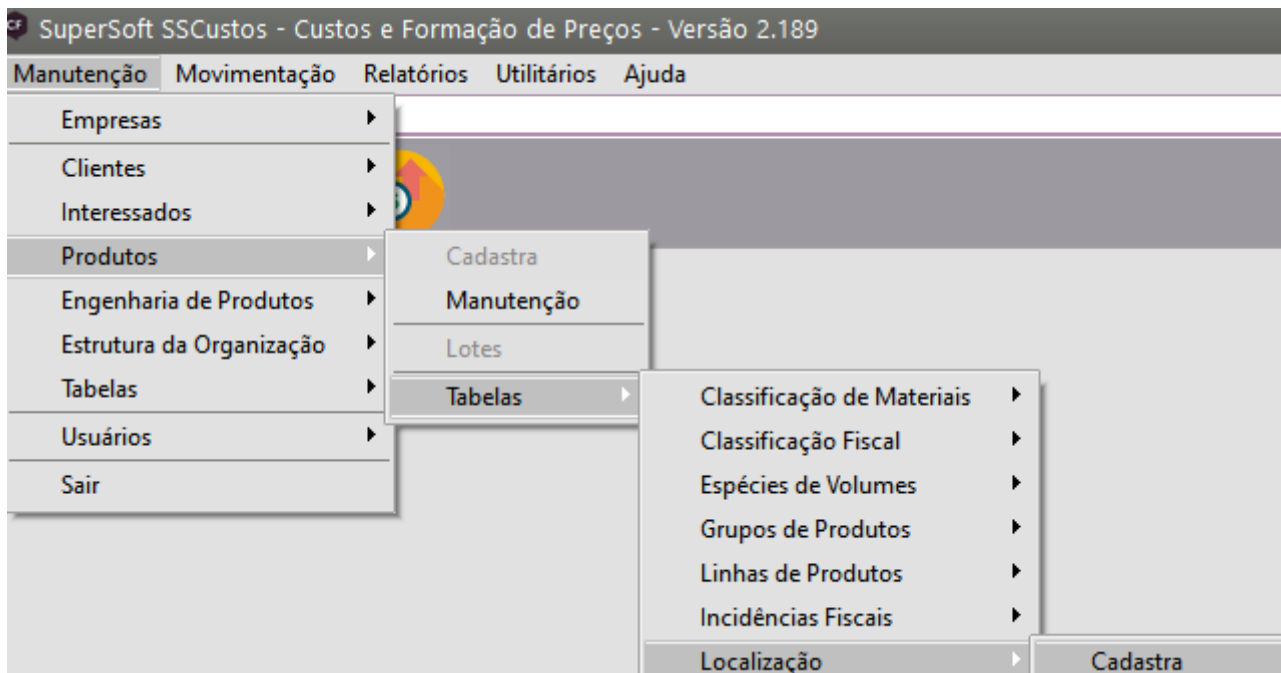 SuperSoft SSCustos - Custos e Formação de Preços - Versão 2.189
Manutenção Movimentação Relatórios Utilitários Ajuda
Empresas
Clientes
Interessados
Produtos
Engenharia de Produtos
Estrutura da Organização
Tabelas
Usuários
Sair
Cadastra
Manutenção
Lotes
Tabelas
Classificação de Materiais
Classificação Fiscal
Espécies de Volumes
Grupos de Produtos
Linhas de Produtos
Incidências Fiscais
Localização
Cadastra